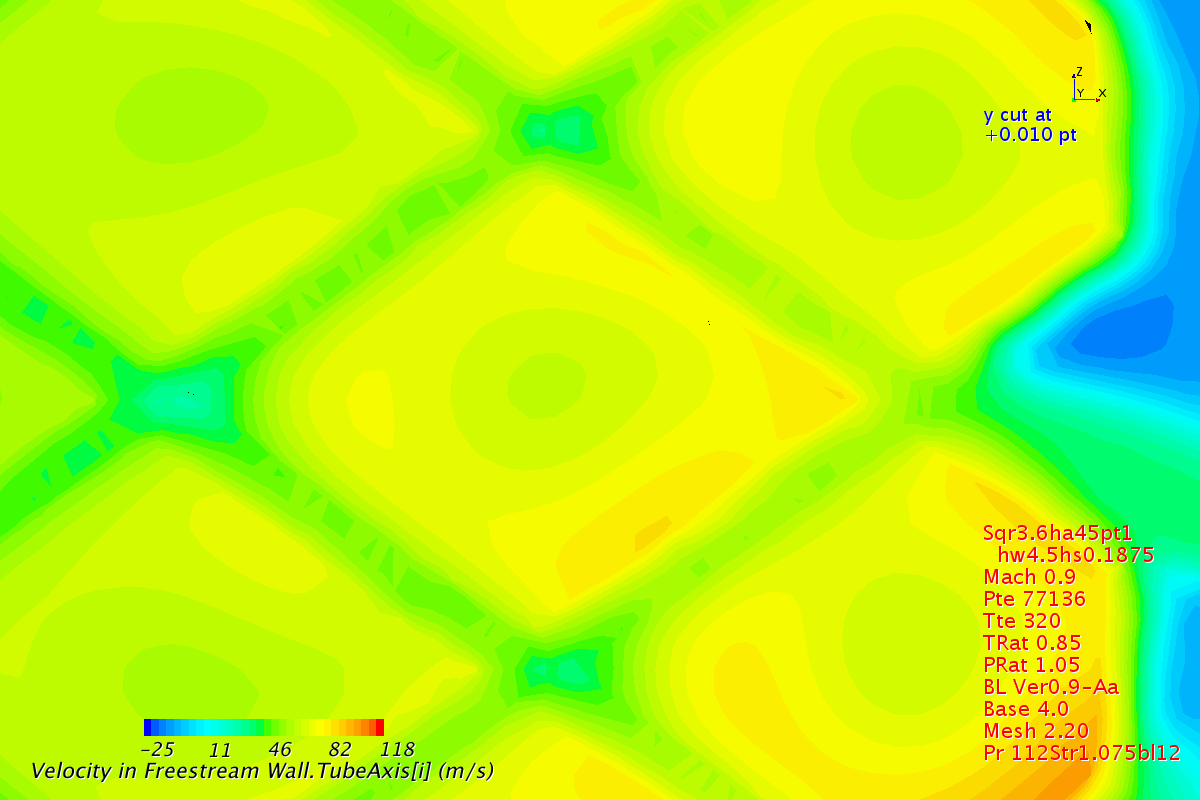 Z
Y X
y cut at
+0.010 pt
Sqr3.6ha45pt1
hw4.5hs0.1875
Mach 0.9
Pte 77136
Tte 320
TRat 0.85
PRat 1.05
BL Ver0.9-Aa
Base 4.0
Mesh 2.20
Pr 112Str1.075bl12
-25 11 46 82 118
Velocity in Freestream Wall.TubeAxis[i] (m/s)